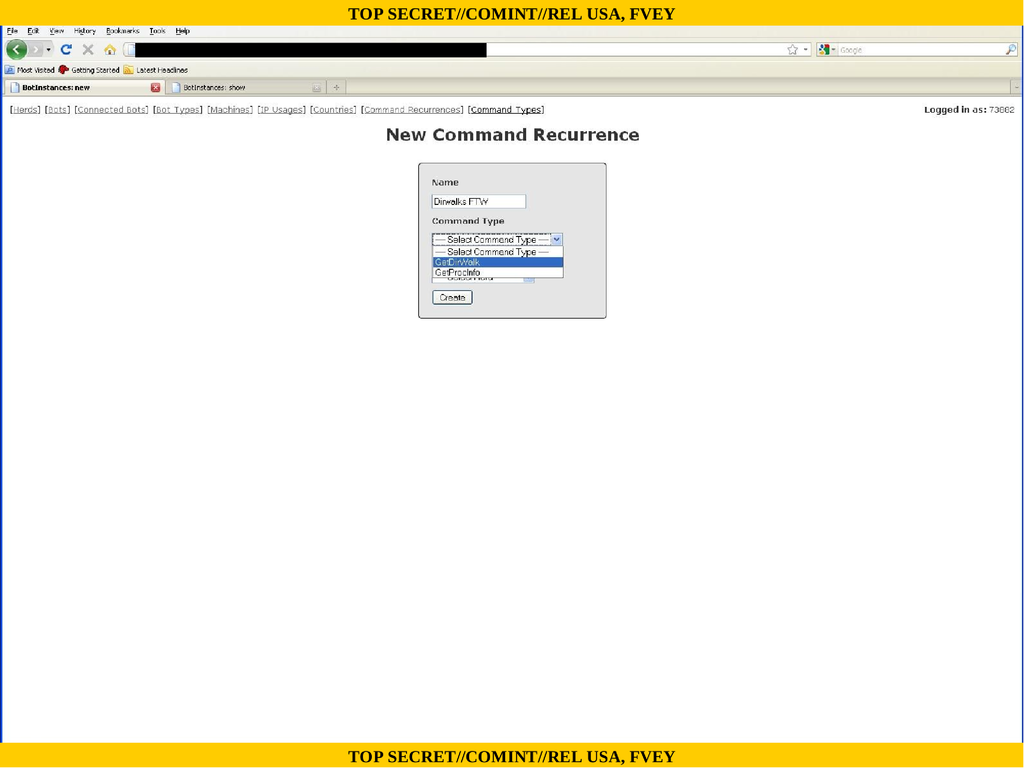 TOP SECRET//COMINT//REL USA, FVEY
File Edit View History Bookmarks Tools Help
Google
Most Visited Getting Started Latest Headlines
BotInstances: new BotInstances: show
[Herds] [Bots] [Connected Bots] [Bot Types] [Machines] [IP Usages] [Countries] [Command Recurrences] [Command Types] Logged in as: 73862
New Command Recurrence
Name
Dirwalks FTW
Command Type
--- Select Command Type ---
--- Select Command Type ---
GetDirWalk
GetProcInfo
Create
TOP SECRET//COMINT//REL USA, FVEY